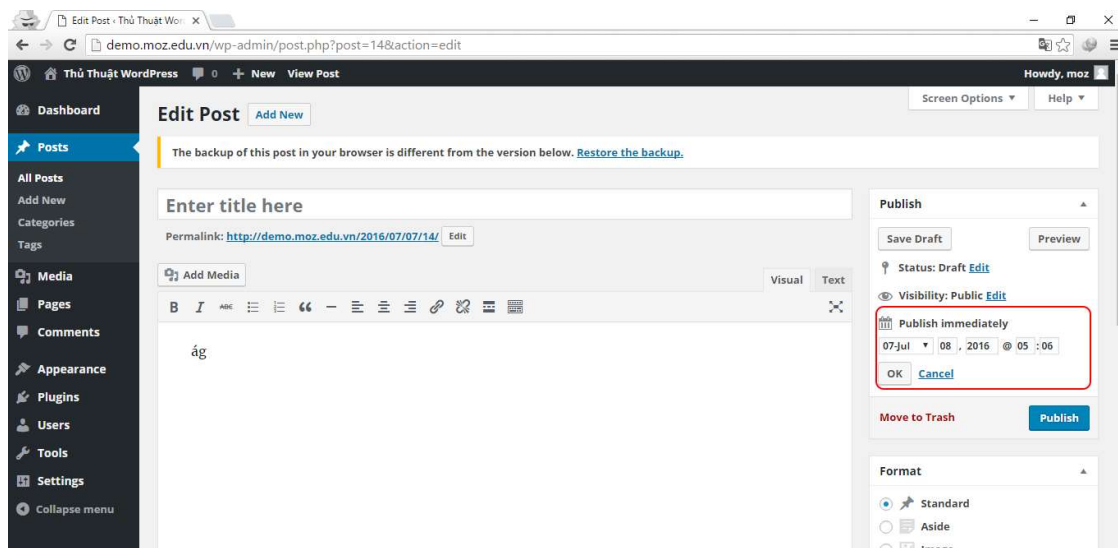 Edit Post ‹ Thủ Thuật Wor
demo.moz.edu.vn/wp-admin/post.php?post=14&action=edit
Thủ Thuật WordPress 0 + New View Post Howdy, moz
Screen Options Help
Dashboard
Posts
All Posts
Add New
Categories
Tags
Media
Pages
Comments
Appearance
Plugins
Users
Tools
Settings
Collapse menu
Edit Post Add New
The backup of this post in your browser is different from the version below. Restore the backup.
Enter title here
Permalink: http://demo.moz.edu.vn/2016/07/07/14/ Edit
Add Media
Visual Text
B I ABC
ág
Publish
Save Draft Preview
Status: Draft Edit
Visibility: Public Edit
Publish immediately
07-Jul 08 , 2016 @ 05 : 06
OK Cancel
Move to Trash Publish
Format
Standard
Aside
Image